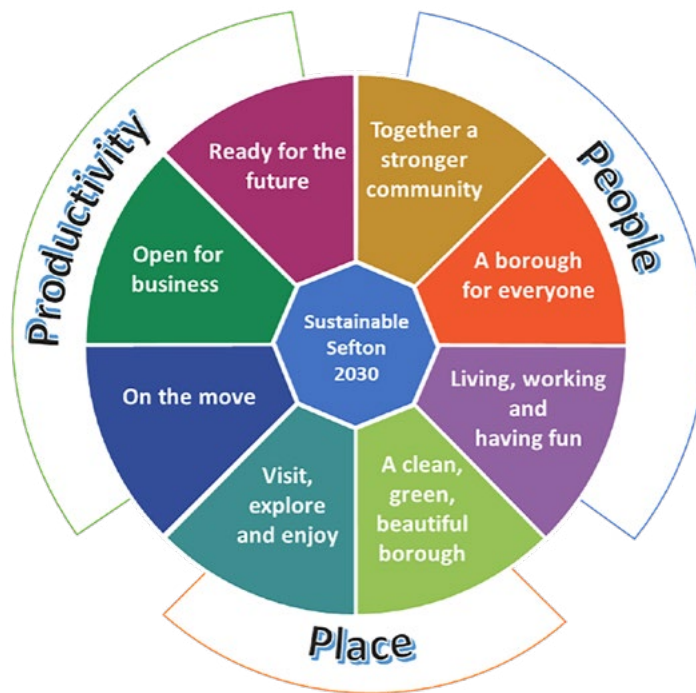 Productivity
People
Place
Together a
stronger
community
A borough
for everyone
Living, working
and
having fun
A clean,
green,
beautiful
borough
Visit,
explore
and enjoy
On the move
Open for
business
Ready for the
future
Sustainable
Sefton
2030